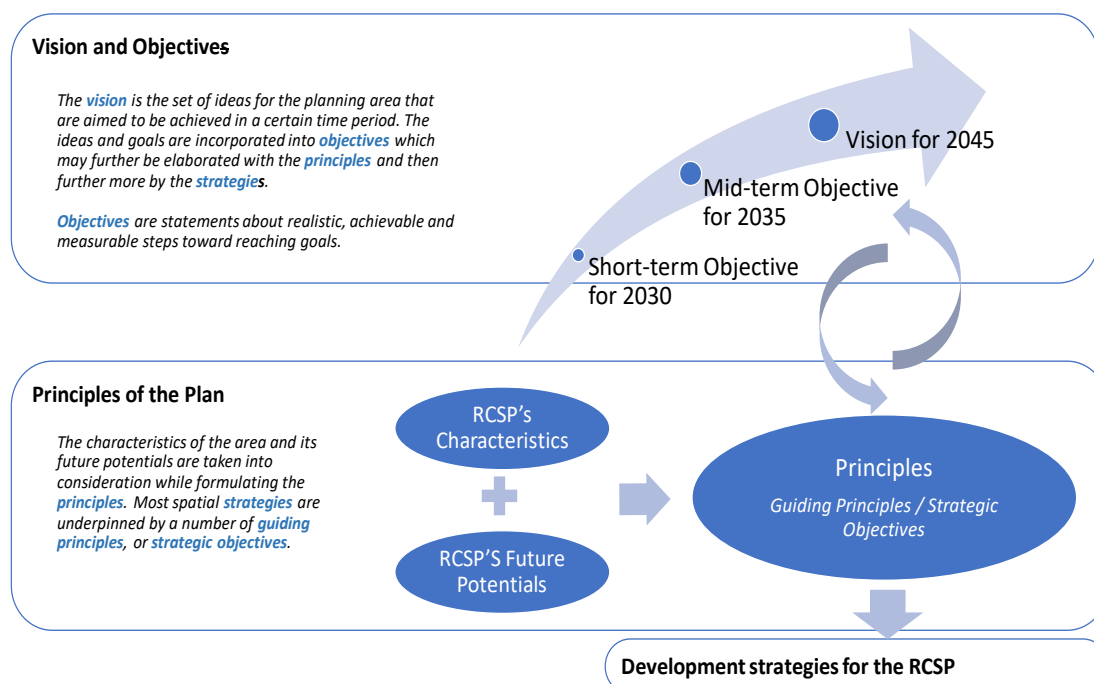 Vision and Objectives
The vision is the set of ideas for the planning area that
are aimed to be achieved in a certain time period. The
ideas and goals are incorporated into objectives which
may further be elaborated with the principles and then
further more by the strategies.
Objectives are statements about realistic, achievable and
measurable steps toward reaching goals.
Vision for 2045
Mid-term Objective
for 2035
Short-term Objective
for 2030
Principles of the Plan
The characteristics of the area and its
future potentials are taken into
consideration while formulating the
principles. Most spatial strategies are
underpinned by a number of guiding
principles, or strategic objectives.
RCSP's
Characteristics
RCSP'S Future
Potentials
Principles
Guiding Principles / Strategic
Objectives
Development strategies for the RCSP